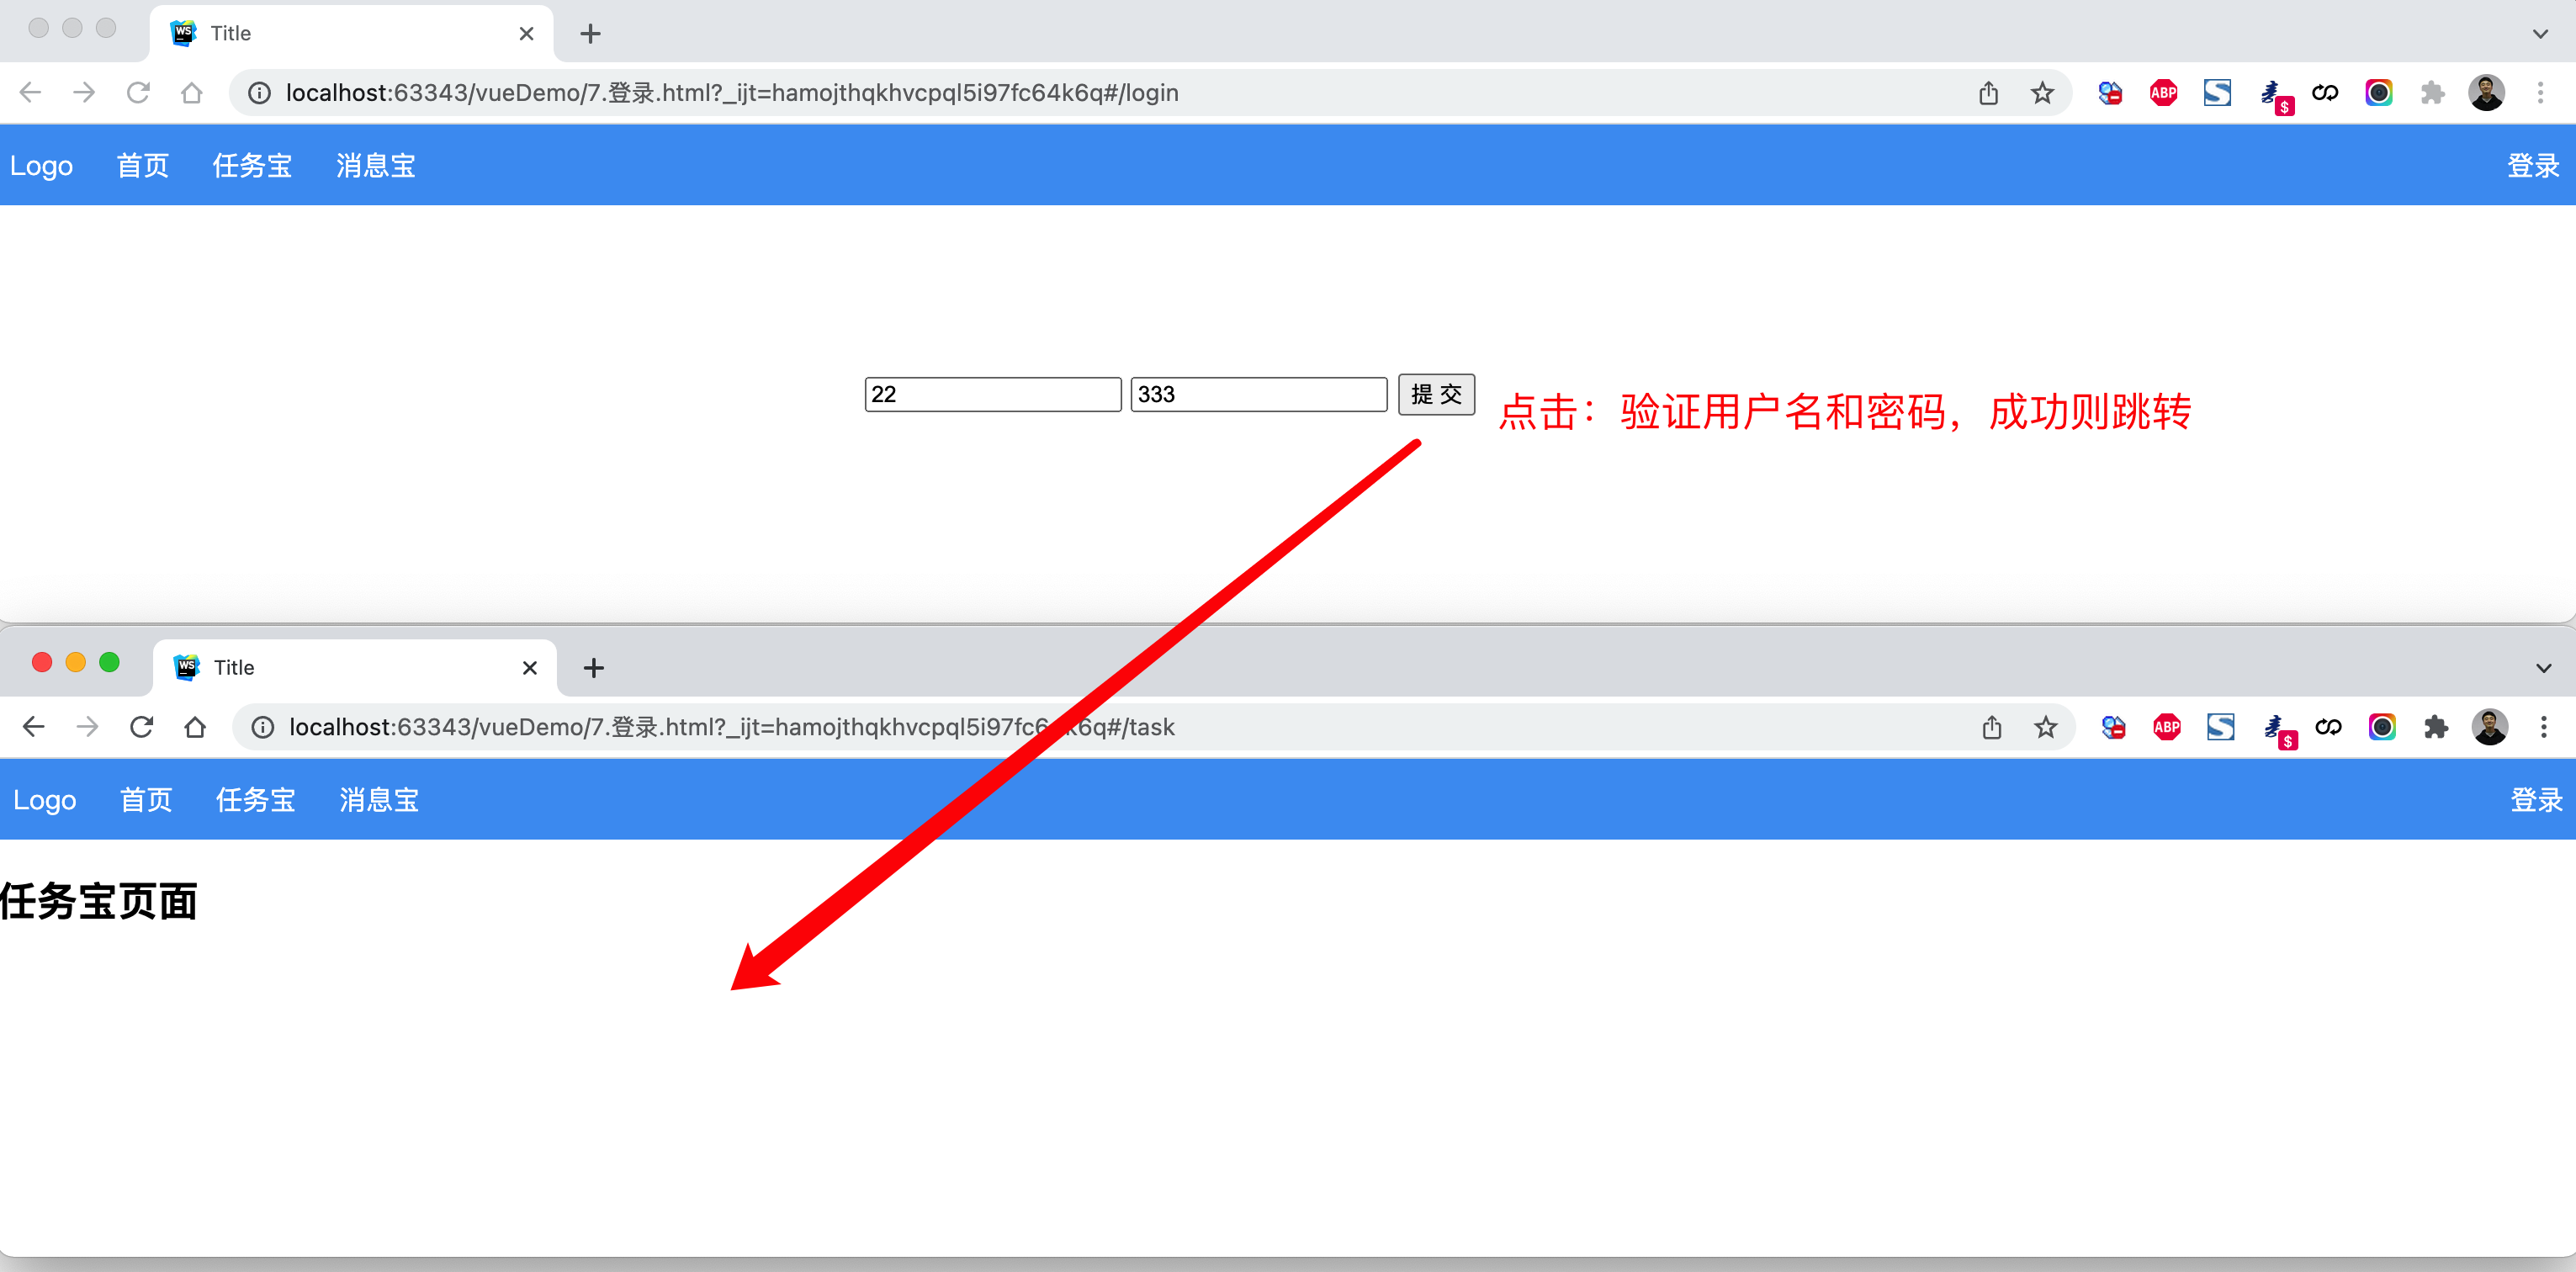 Title
localhost:63343/vueDemo/7.登录.html?_ijt=hamojthqkhvcpql5i97fc64k6q#/login
ABP
$
Logo 首页 任务宝 消息宝 登录
22 333 提 交 点击：验证用户名和密码，成功则跳转
Title
localhost:63343/vueDemo/7.登录.html?_ijt=hamojthqkhvcpql5i97fc64k6q#/task
ABP
$
Logo 首页 任务宝 消息宝 登录
任务宝页面